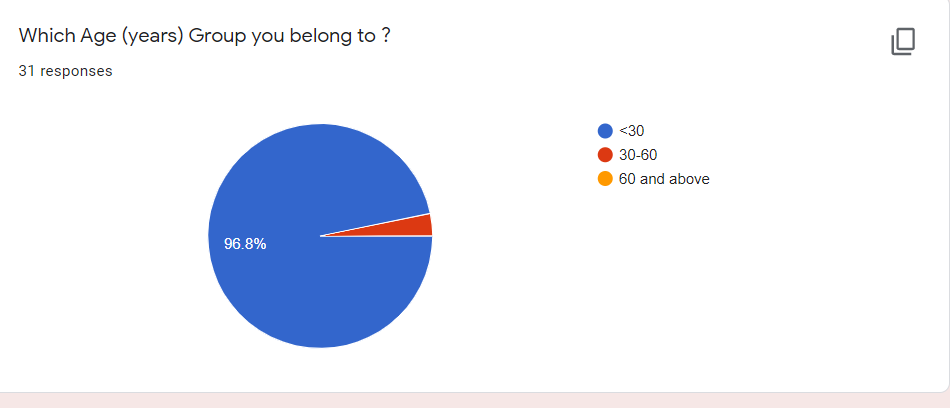 Which Age (years) Group you belong to ?
31 responses
<30
30-60
60 and above
96.8%